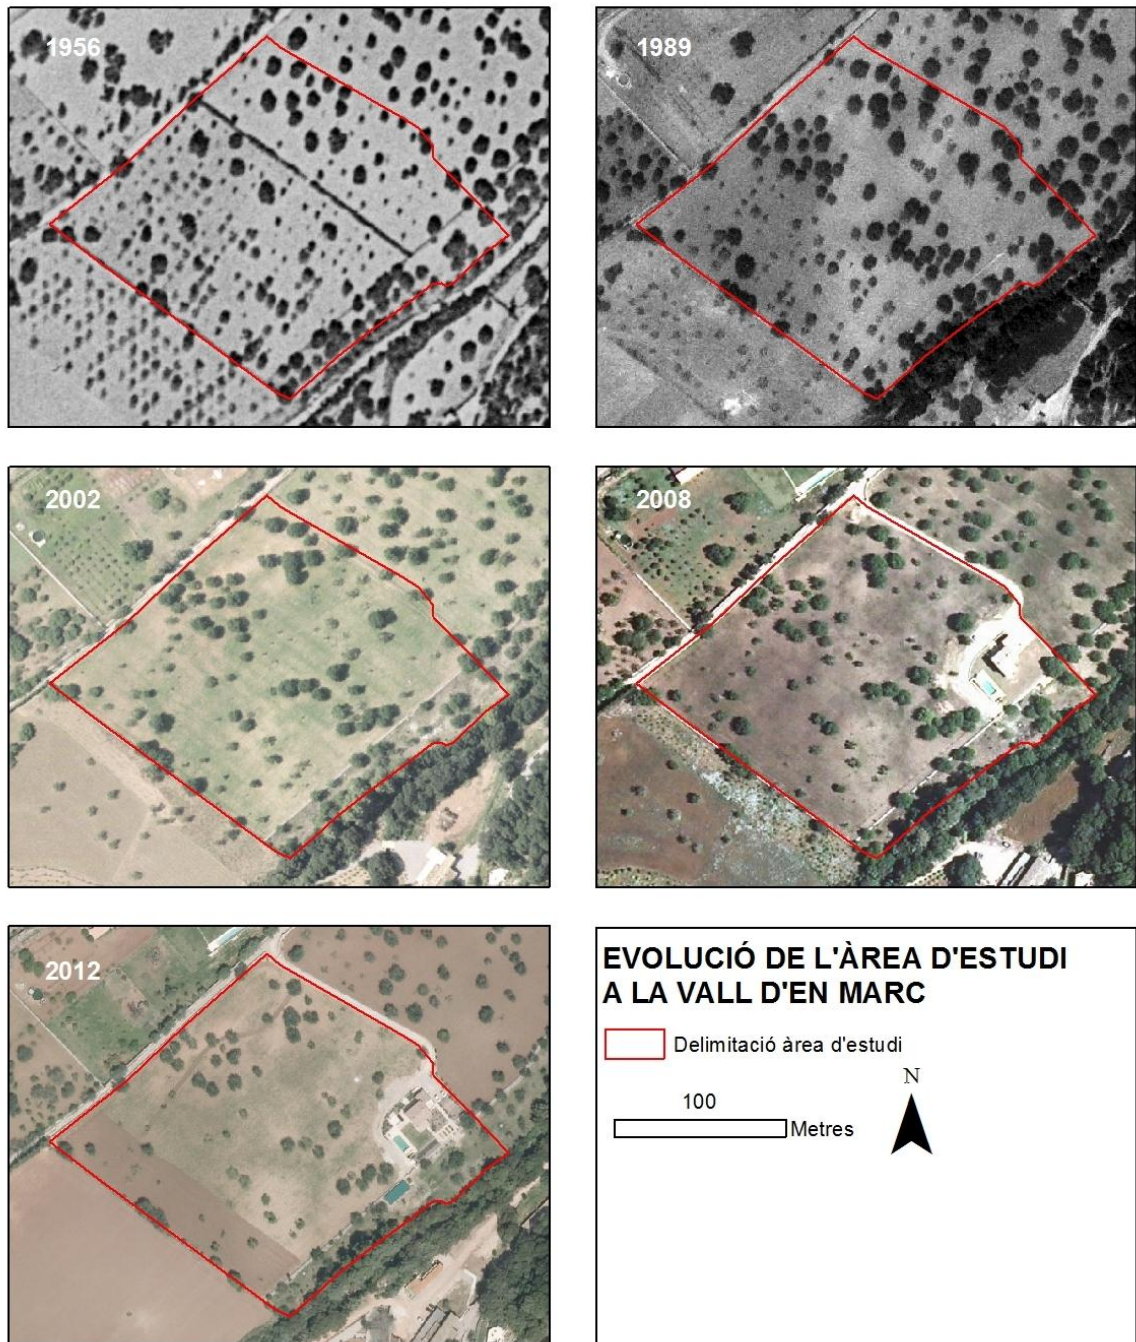 1956
1989
2002
2008
2012
EVOLUCIÓ DE L'ÀREA D'ESTUDI
A LA VALL D'EN MARC
Delimitació àrea d'estudi
N
100
Metres